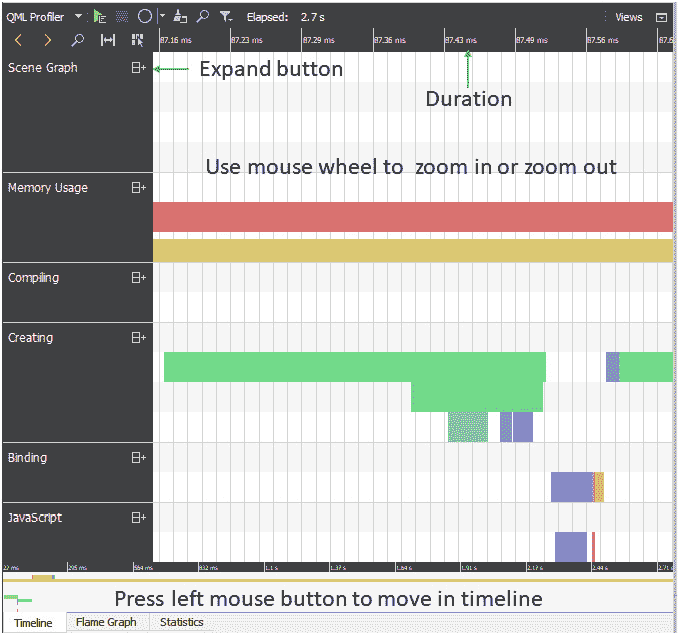 QML Profiler Elapsed: 2.7 s Views
87.16 ms 87.23 ms 87.29 ms 87.36 ms 87.43 ms 87.49 ms 87.56 ms 87.6
Scene Graph
Expand button
Duration
Use mouse wheel to zoom in or zoom out
Memory Usage
Compiling
Creating
Binding
JavaScript
27 ms 295 ms 564 ms 832 ms 1.1 s 1.37 s 1.64 s 1.91 s 2.17 s 2.44 s 2.71 s
Press left mouse button to move in timeline
Timeline Flame Graph Statistics